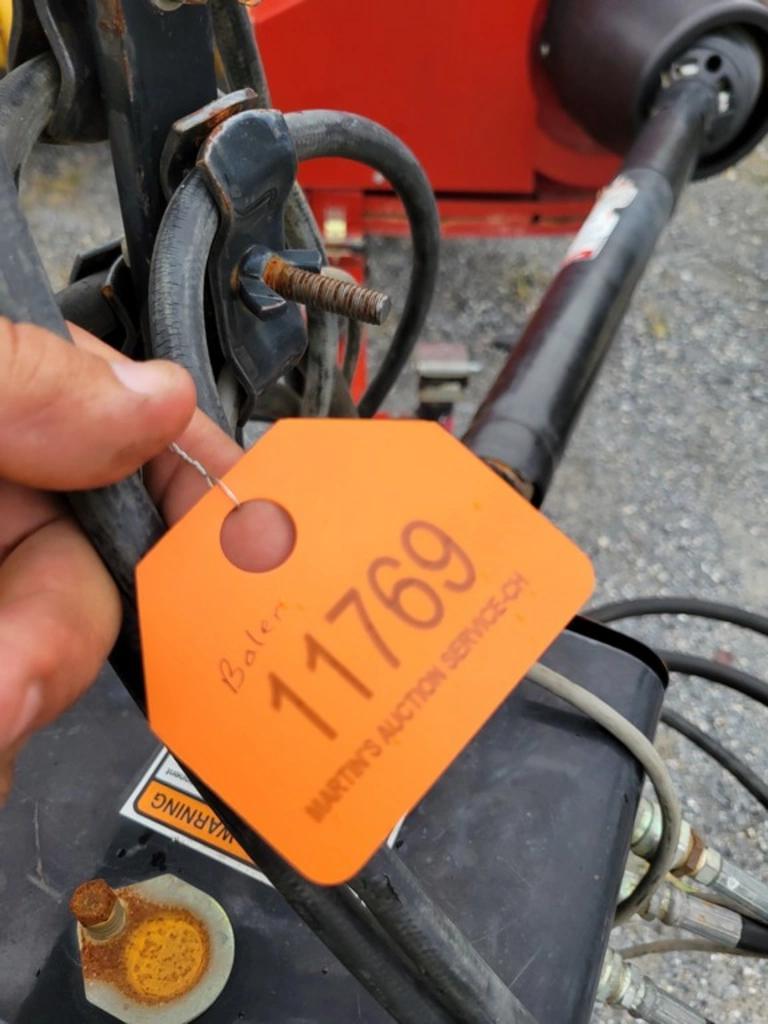 Baler
11769
MARTIN'S AUCTION SERVICE-CH
WARNING